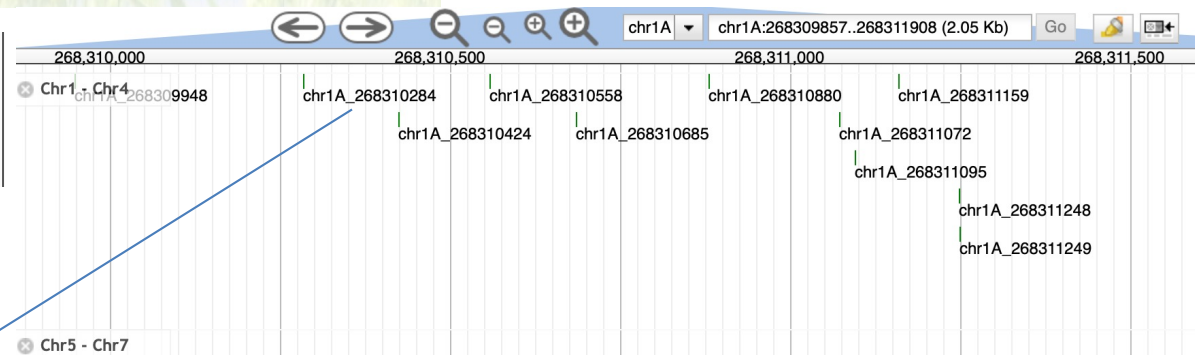 chr1A chr1A:268309857..268311908 (2.05 Kb) Go
268,310,000 268,310,500 268,311,000 268,311,500
Chr1 - Chr4
chr1A_268309948 chr1A_268310284 chr1A_268310558 chr1A_268310880 chr1A_268311159
chr1A_268310424 chr1A_268310685 chr1A_268311072
chr1A_268311095
chr1A_268311248
chr1A_268311249
Chr5 - Chr7